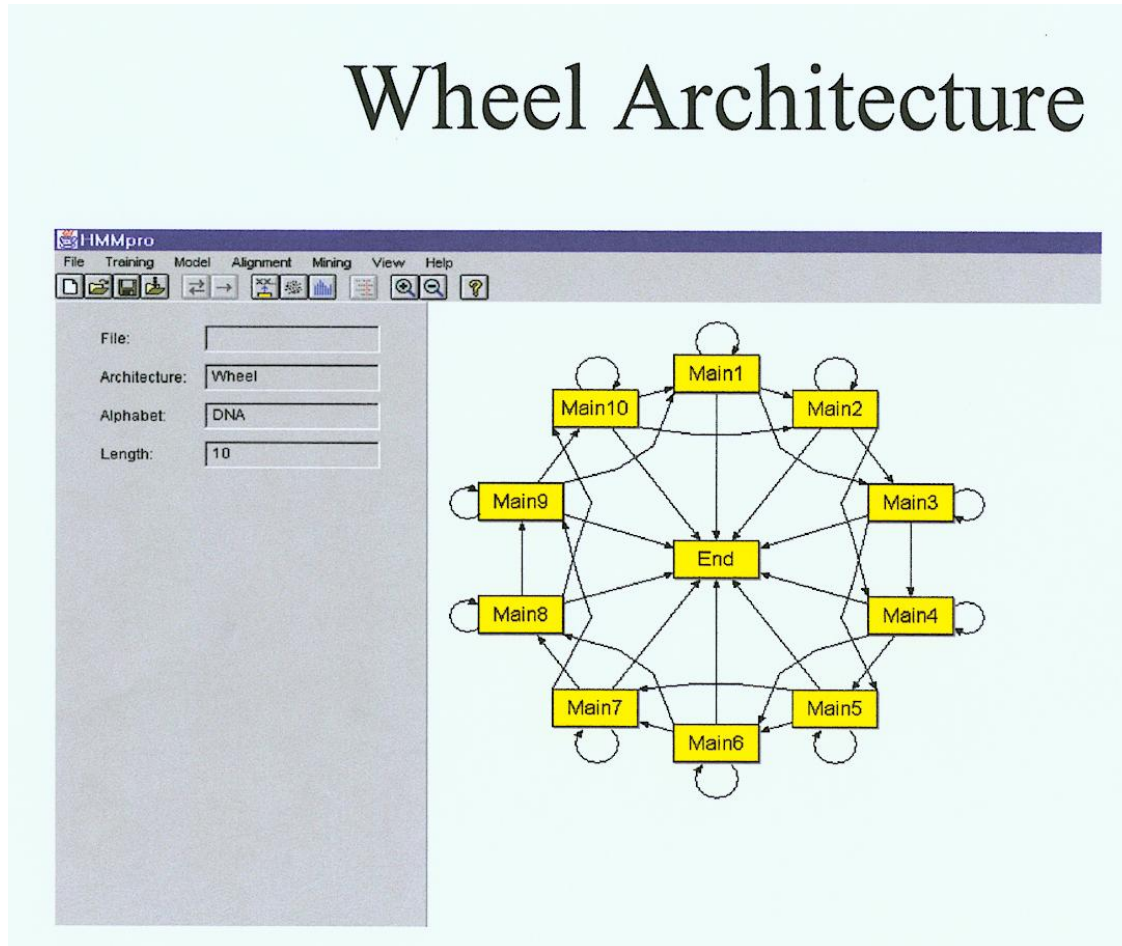 Wheel Architecture
HMMpro
File Training Model Alignment Mining View Help
File:
Architecture: Wheel
Alphabet: DNA
Length: 10
Main1
Main10
Main2
Main9
Main3
End
Main8
Main4
Main7
Main5
Main6